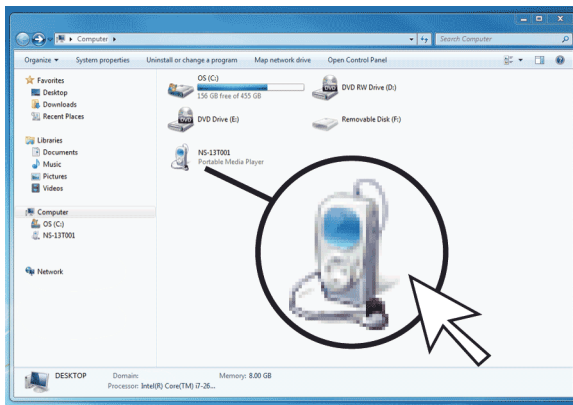 Computer
Search Computer
Organize
System properties
Uninstall or change a program
Map network drive
Open Control Panel
Favorites
Desktop
Downloads
Recent Places
Libraries
Documents
Music
Pictures
Videos
Computer
OS (C:)
NS-13T001
Network
OS (C:)
156 GB free of 455 GB
DVD RW Drive (D:)
DVD Drive (E:)
Removable Disk (F:)
NS-13T001
Portable Media Player
DESKTOP
Domain:
Memory: 8.00 GB
Processor: Intel(R) Core(TM) i7-26...